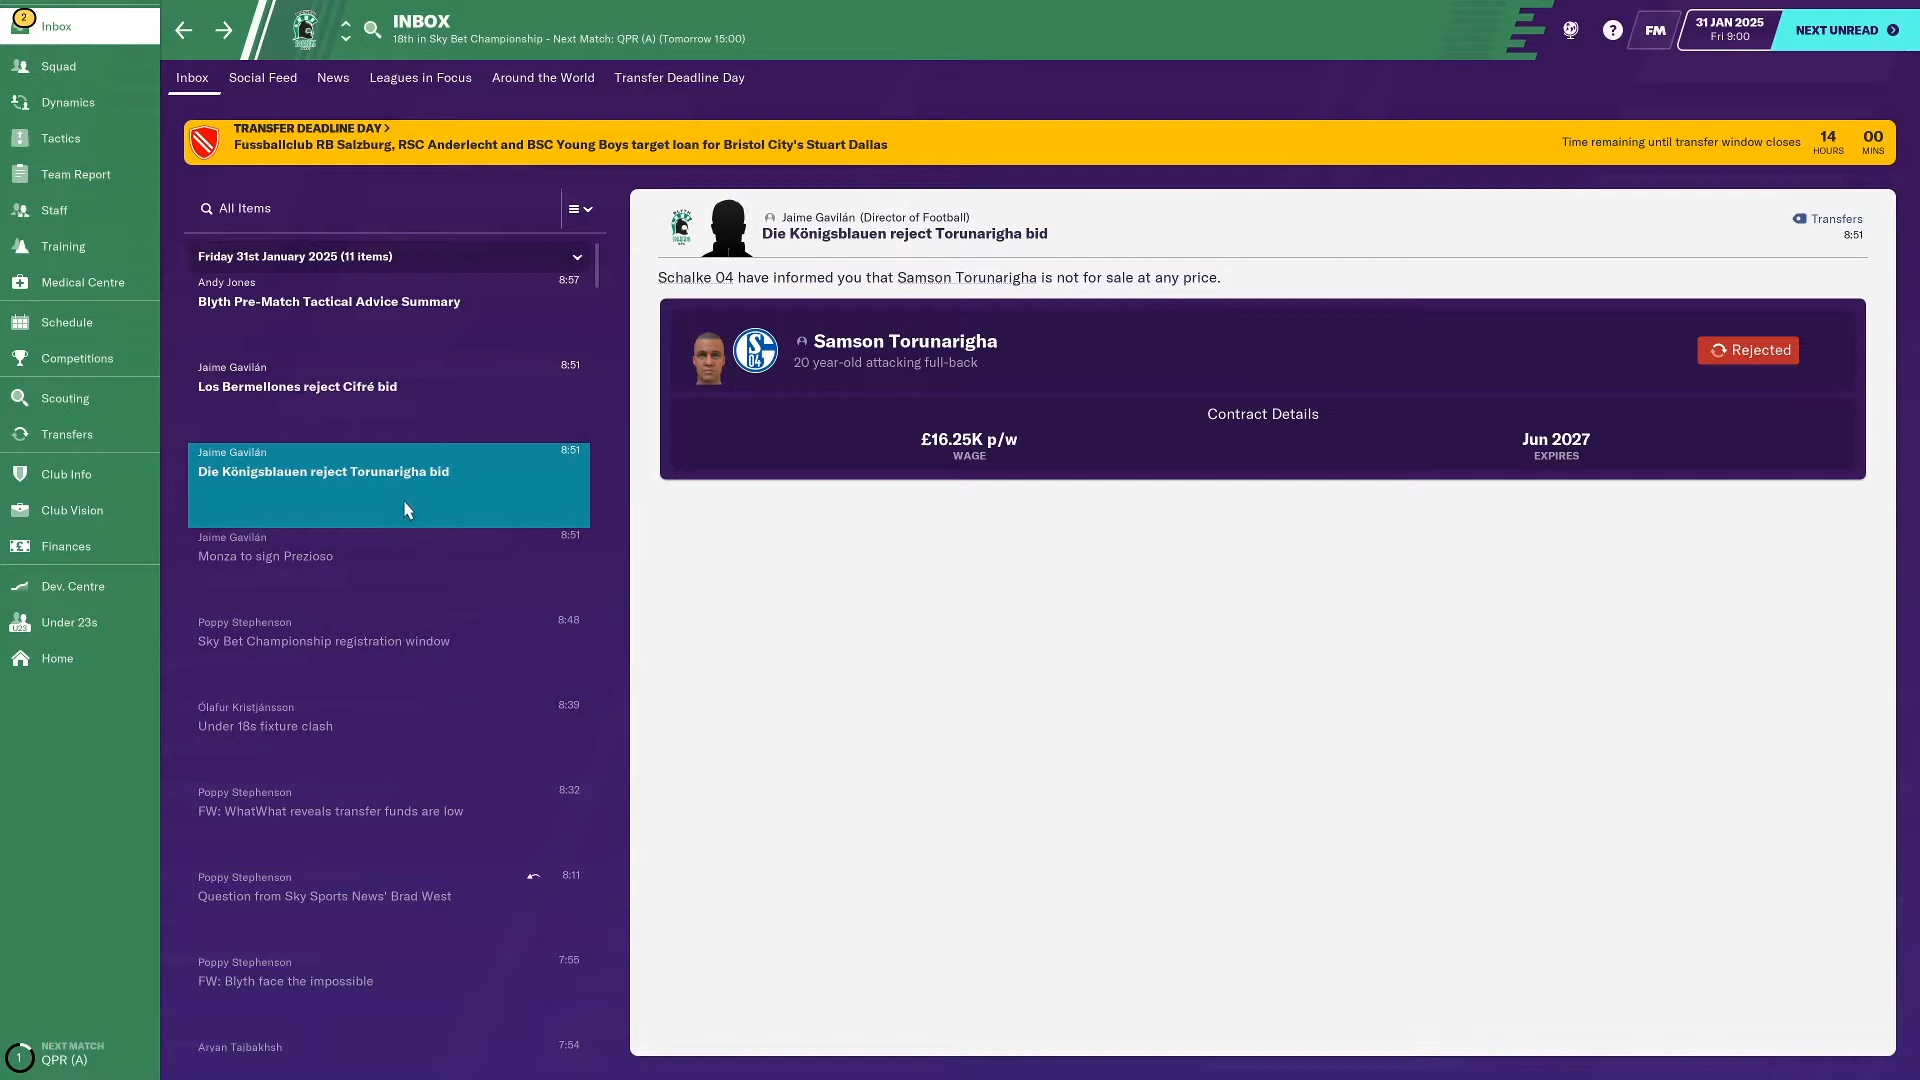 2
Inbox
Squad
Dynamics
Tactics
Team Report
Staff
Training
Medical Centre
Schedule
Competitions
Scouting
Transfers
Club Info
Club Vision
Finances
Dev. Centre
U23
Under 23s
Home
1
NEXT MATCH
QPR (A)
INBOX
18th in Sky Bet Championship - Next Match: QPR (A) (Tomorrow 15:00)
?
FM
31 JAN 2025
Fri 9:00
NEXT UNREAD
Inbox Social Feed News Leagues in Focus Around the World Transfer Deadline Day
TRANSFER DEADLINE DAY >
Fussballclub RB Salzburg, RSC Anderlecht and BSC Young Boys target loan for Bristol City's Stuart Dallas
Time remaining until transfer window closes
14 HOURS
00 MINS
All Items
Friday 31st January 2025 (11 items)
Andy Jones 8:57
Blyth Pre-Match Tactical Advice Summary
Jaime Gavilán 8:51
Los Bermellones reject Cifré bid
Jaime Gavilán 8:51
Die Königsblauen reject Torunarigha bid
Jaime Gavilán 8:51
Monza to sign Prezioso
Poppy Stephenson 8:48
Sky Bet Championship registration window
Ólafur Kristjánsson 8:39
Under 18s fixture clash
Poppy Stephenson 8:32
FW: WhatWhat reveals transfer funds are low
Poppy Stephenson 8:11
Question from Sky Sports News' Brad West
Poppy Stephenson 7:55
FW: Blyth face the impossible
Aryan Tajbakhsh 7:54
Jaime Gavilán (Director of Football)
Die Königsblauen reject Torunarigha bid
Transfers
8:51
Schalke 04 have informed you that Samson Torunarigha is not for sale at any price.
Samson Torunarigha
20 year-old attacking full-back
Rejected
Contract Details
£16.25K p/w
WAGE
Jun 2027
EXPIRES